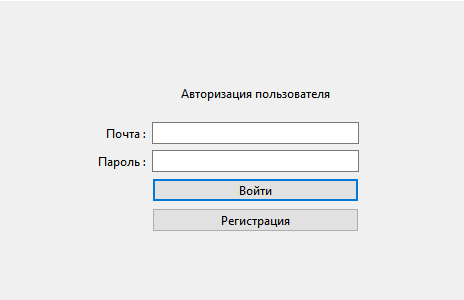 Авторизация пользователя
Почта :
Пароль :
Войти
Регистрация